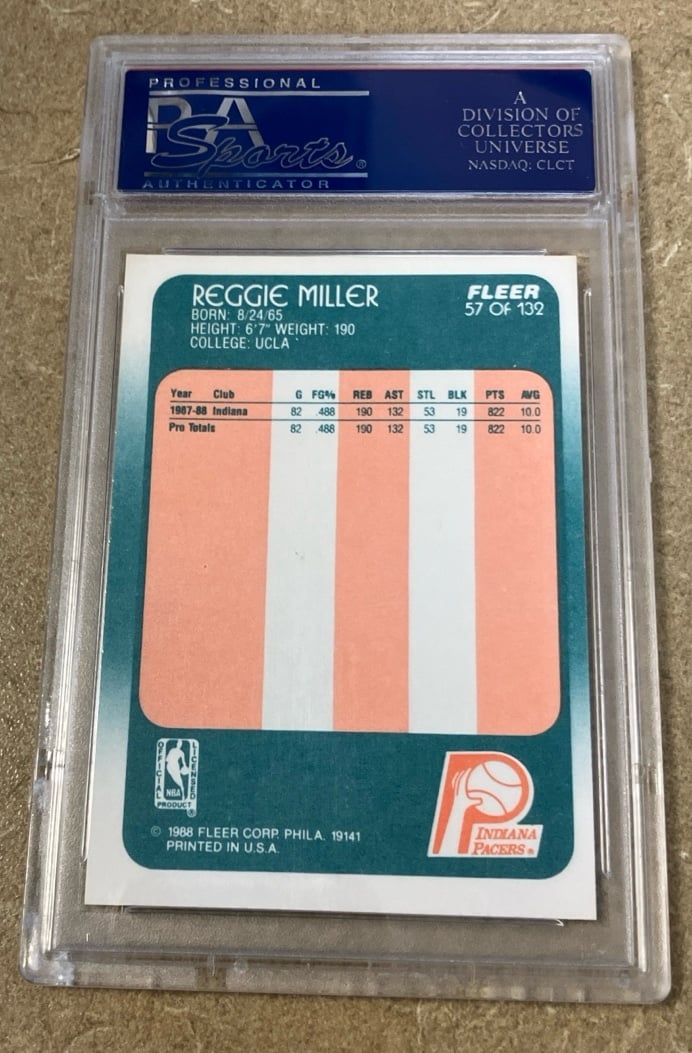 PROFESSIONAL
PSA
Sports®
AUTHENTICATOR
A
DIVISION OF
COLLECTORS
UNIVERSE
NASDAQ: CLCT
REGGIE MILLER
BORN: 8/24/65
HEIGHT: 6'7" WEIGHT: 190
COLLEGE: UCLA
FLEER
57 OF 132
Year Club G FG% REB AST STL BLK PTS AVG
1987-88 Indiana 82 .488 190 132 53 19 822 10.0
Pro Totals 82 .488 190 132 53 19 822 10.0
OFFICIAL
LICENSED
NBA
PRODUCT
®
© 1988 FLEER CORP. PHILA. 19141
PRINTED IN U.S.A.
INDIANA
PACERS®